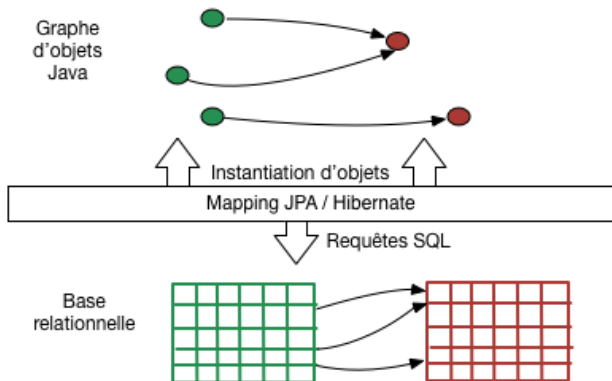 Graphe
d'objets
Java
Instantiation d'objets
Mapping JPA / Hibernate
Requêtes SQL
Base
relationnelle